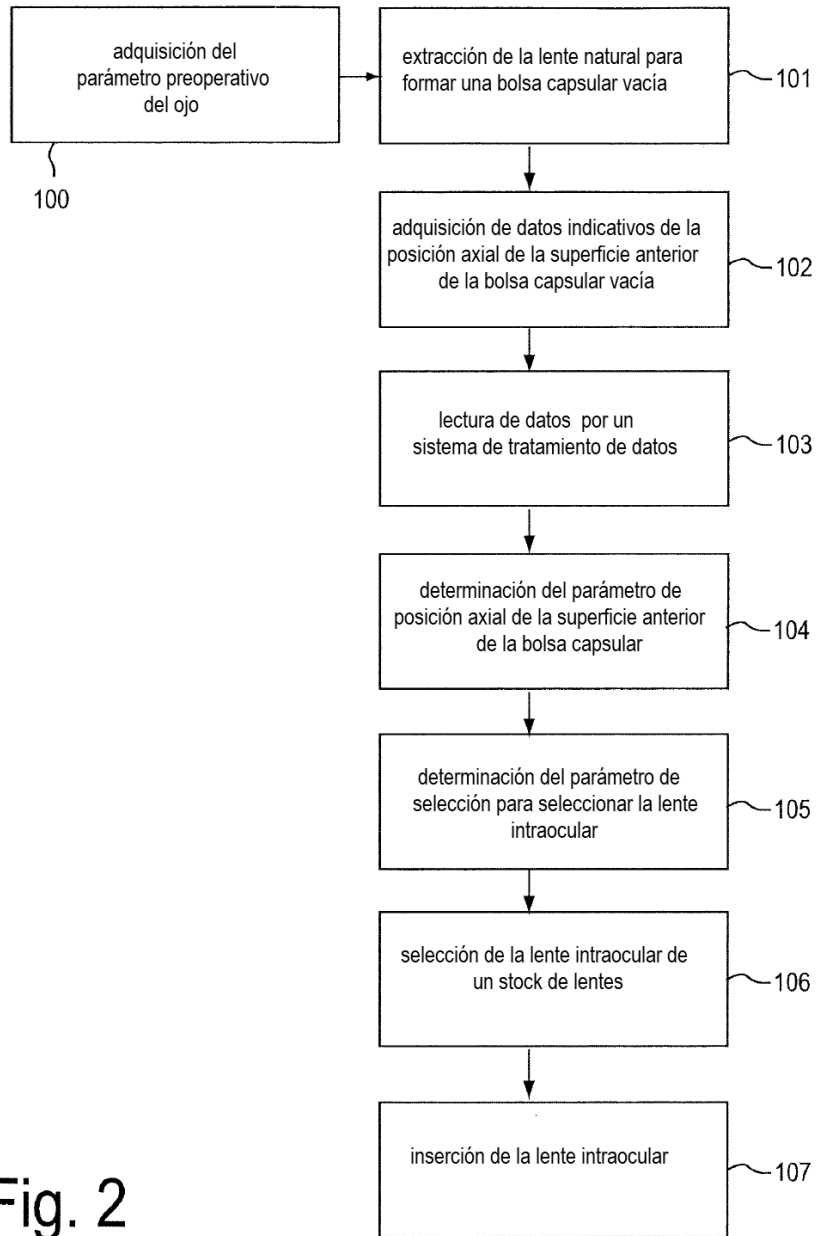 adquisición del
parámetro preoperativo
del ojo
100
extracción de la lente natural para
formar una bolsa capsular vacía
101
adquisición de datos indicativos de la
posición axial de la superficie anterior
de la bolsa capsular vacía
102
lectura de datos por un
sistema de tratamiento de datos
103
determinación del parámetro de
posición axial de la superficie anterior
de la bolsa capsular
104
determinación del parámetro de
selección para seleccionar la lente
intraocular
105
selección de la lente intraocular de
un stock de lentes
106
inserción de la lente intraocular
107
Fig. 2